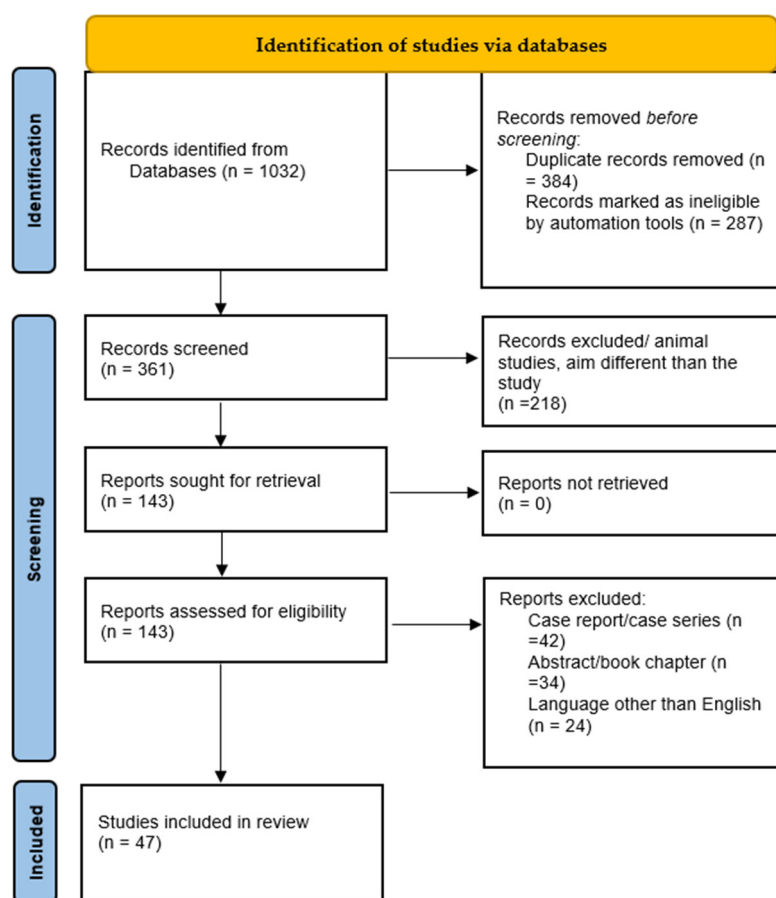 Identification of studies via databases
Identification
Records identified from
Databases (n = 1032)
Records removed before
screening:
Duplicate records removed (n
= 384)
Records marked as ineligible
by automation tools (n = 287)
Screening
Records screened
(n = 361)
Records excluded/ animal
studies, aim different than the
study
(n =218)
Reports sought for retrieval
(n = 143)
Reports not retrieved
(n = 0)
Reports assessed for eligibility
(n = 143)
Reports excluded:
Case report/case series (n
=42)
Abstract/book chapter (n
=34)
Language other than English
(n = 24)
Included
Studies included in review
(n = 47)